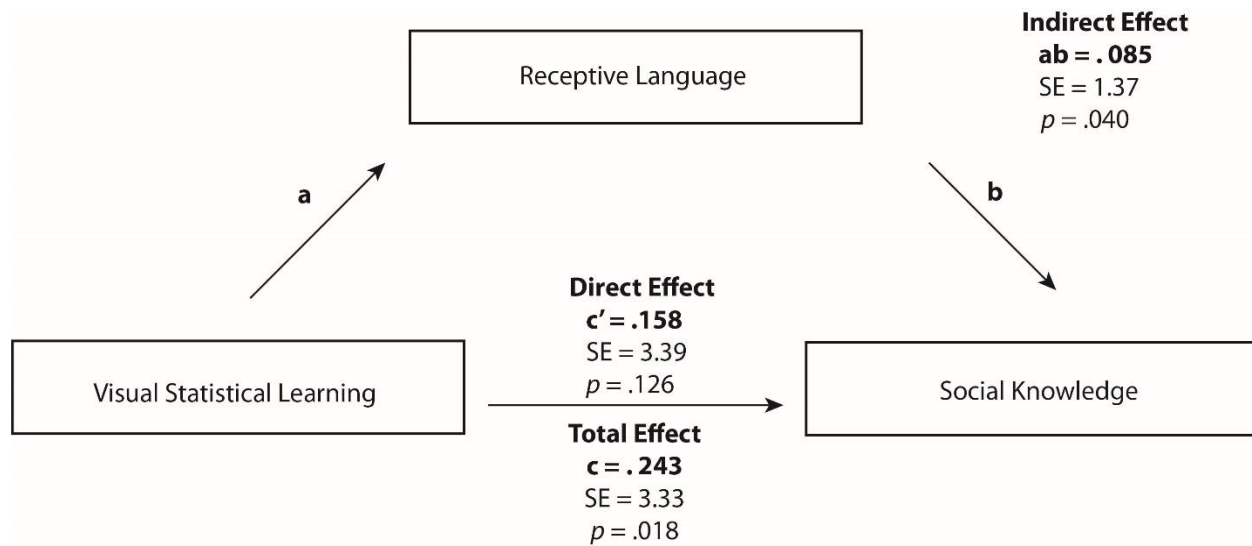 Indirect Effect
ab = .085
SE = 1.37
p = .040
Receptive Language
a
b
Direct Effect
c’ = .158
SE = 3.39
p = .126
Visual Statistical Learning
Social Knowledge
Total Effect
c = .243
SE = 3.33
p = .018